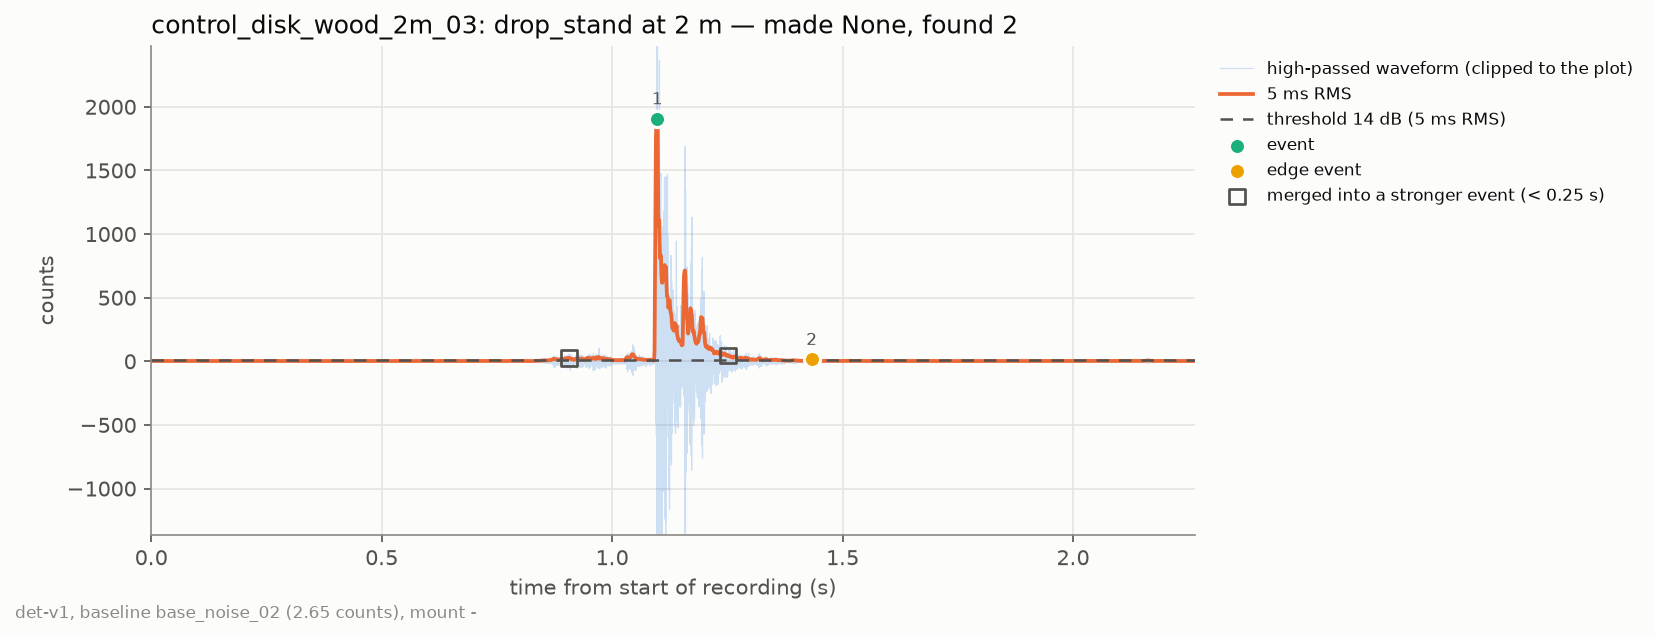 control_disk_wood_2m_03: drop_stand at 2 m — made None, found 2
high-passed waveform (clipped to the plot)
5 ms RMS
threshold 14 dB (5 ms RMS)
event
edge event
merged into a stronger event (< 0.25 s)
counts
2000
1500
1000
500
0
−500
−1000
1
2
0.0
0.5
1.0
1.5
2.0
time from start of recording (s)
det-v1, baseline base_noise_02 (2.65 counts), mount -